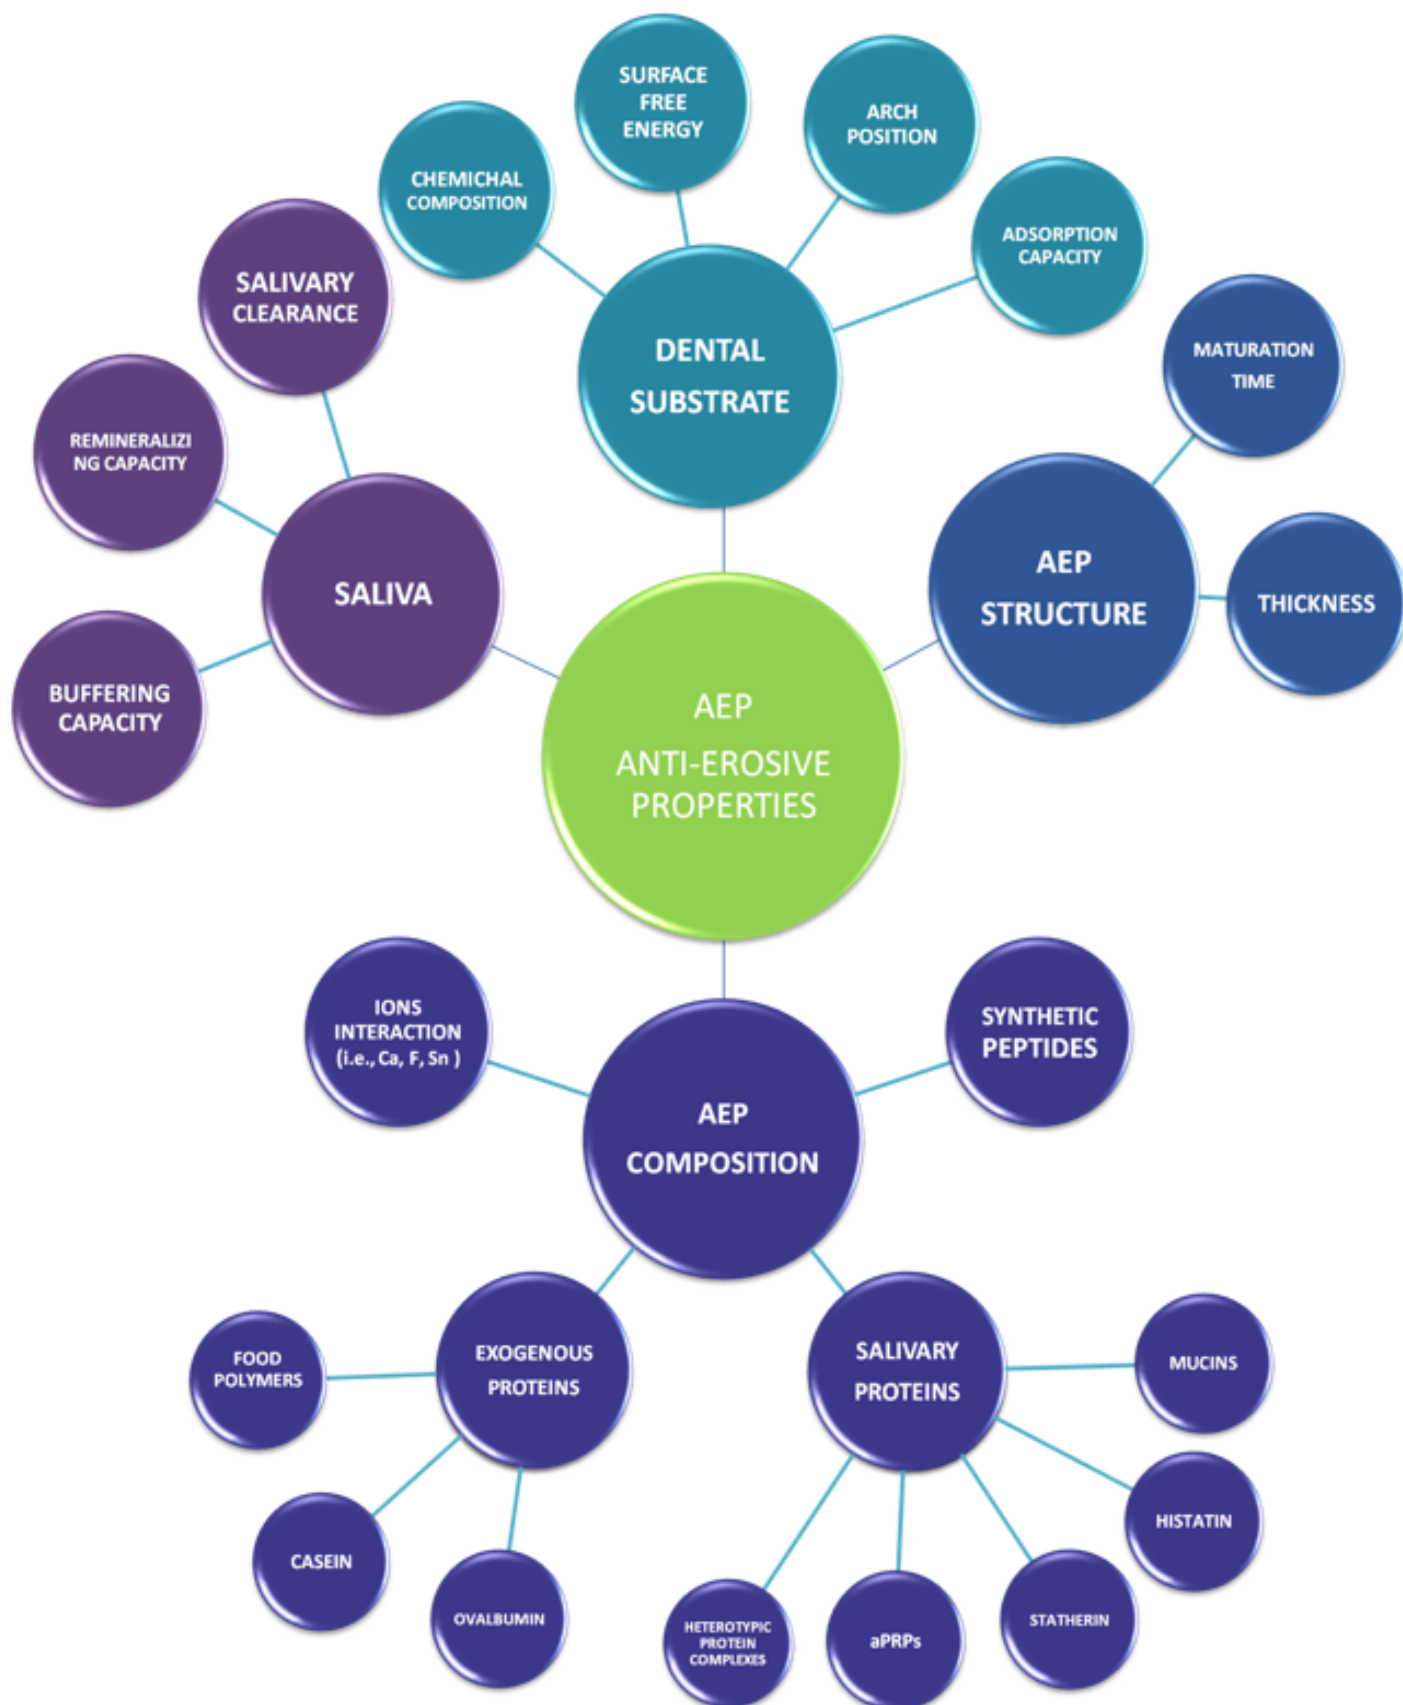 SURFACE
FREE
ENERGY
ARCH
POSITION
CHEMICHAL
COMPOSITION
ADSORPTION
CAPACITY
SALIVARY
CLEARANCE
DENTAL
SUBSTRATE
MATURATION
TIME
REMINERALIZI
NG CAPACITY
SALIVA
AEP
STRUCTURE
THICKNESS
BUFFERING
CAPACITY
AEP
ANTI-EROSIVE
PROPERTIES
IONS
INTERACTION
(i.e., Ca, F, Sn )
SYNTHETIC
PEPTIDES
AEP
COMPOSITION
EXOGENOUS
PROTEINS
SALIVARY
PROTEINS
FOOD
POLYMERS
MUCINS
CASEIN
HISTATIN
OVALBUMIN
HETEROTYPIC
PROTEIN
COMPLEXES
aPRPs
STATHERIN